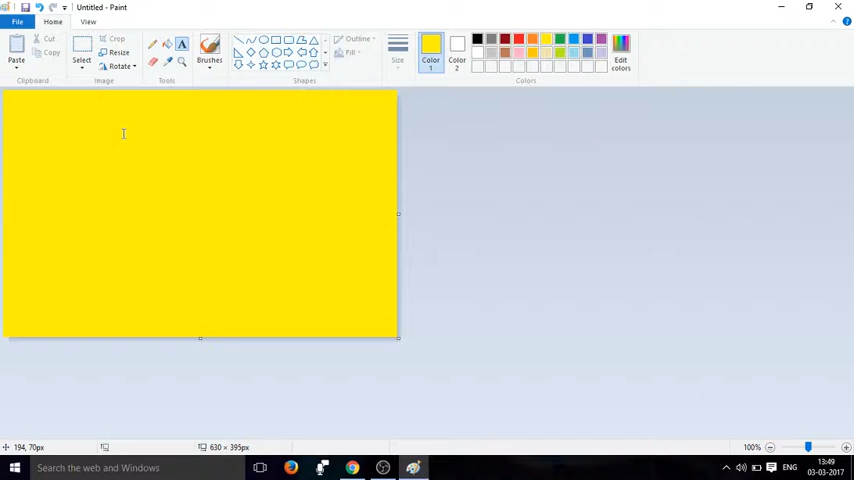 Untitled - Paint
File Home View
Paste Cut Copy
Clipboard
Select Crop Resize Rotate
Image
A
Tools
Brushes
Outline Fill
Shapes
Size
Color 1
Color 2
Edit colors
Colors
194, 70px
630 × 395px
100%
Search the web and Windows
ENG
13:49
03-03-2017